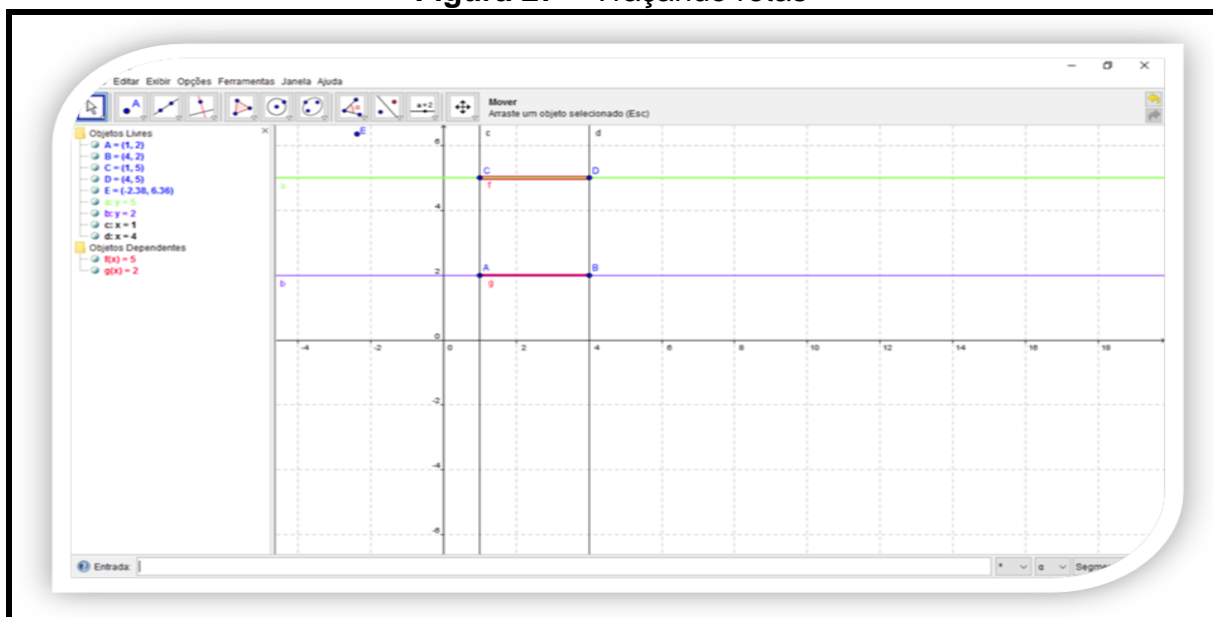 Editar Exibir Opções Ferramentas Janela Ajuda
A
a=2
Mover
Arraste um objeto selecionado (Esc)
Objetos Livres
A = (1, 2)
B = (4, 2)
C = (1, 5)
D = (4, 5)
E = (-2.38, 6.36)
a: y = 5
b: y = 2
c: x = 1
d: x = 4
Objetos Dependentes
f(x) = 5
g(x) = 2
E
6
c
d
C
D
a
f
4
A
B
2
b
g
0
-4
-2
0
2
4
6
8
10
12
14
16
18
-2
-4
-6
Entrada:
α